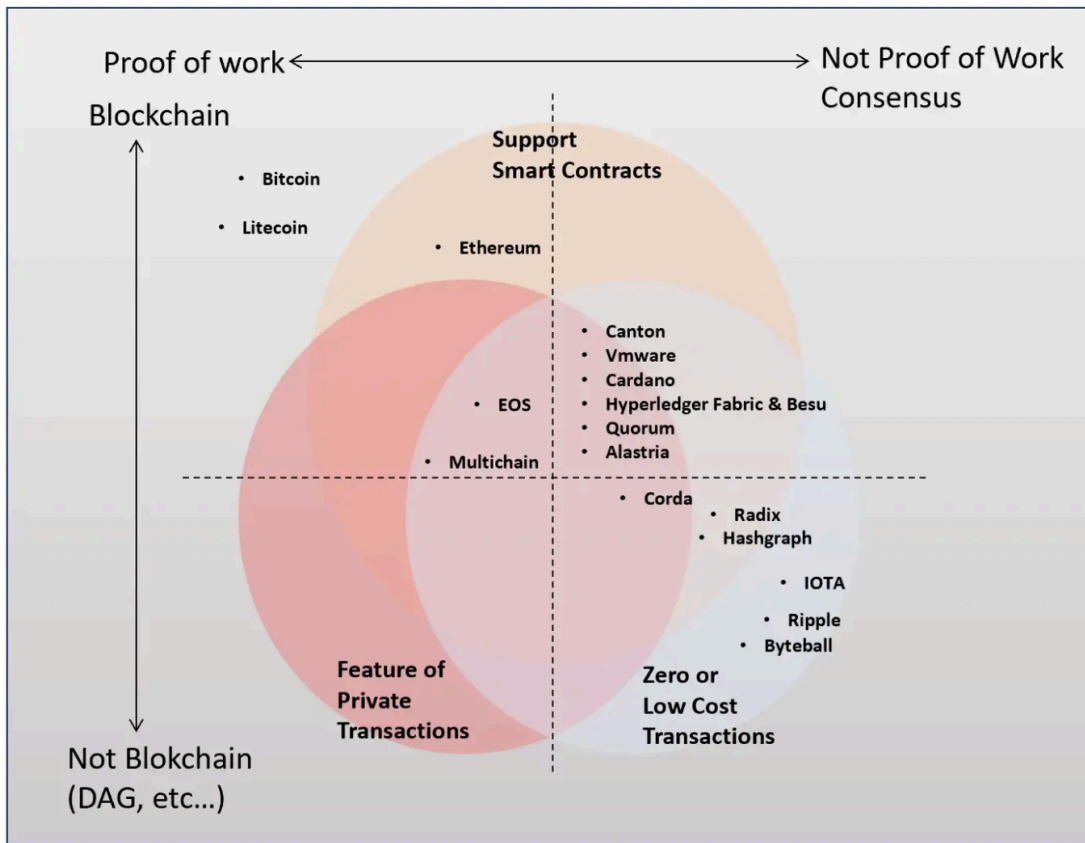 Proof of work
Not Proof of Work
Consensus
Blockchain
Support
Smart Contracts
• Bitcoin
• Litecoin
• Ethereum
• Canton
• Vmware
• Cardano
• EOS
• Hyperledger Fabric & Besu
• Quorum
• Alastria
• Multichain
• Corda
• Radix
• Hashgraph
• IOTA
• Ripple
• Byteball
Feature of
Private
Transactions
Zero or
Low Cost
Transactions
Not Blokchain
(DAG, etc...)